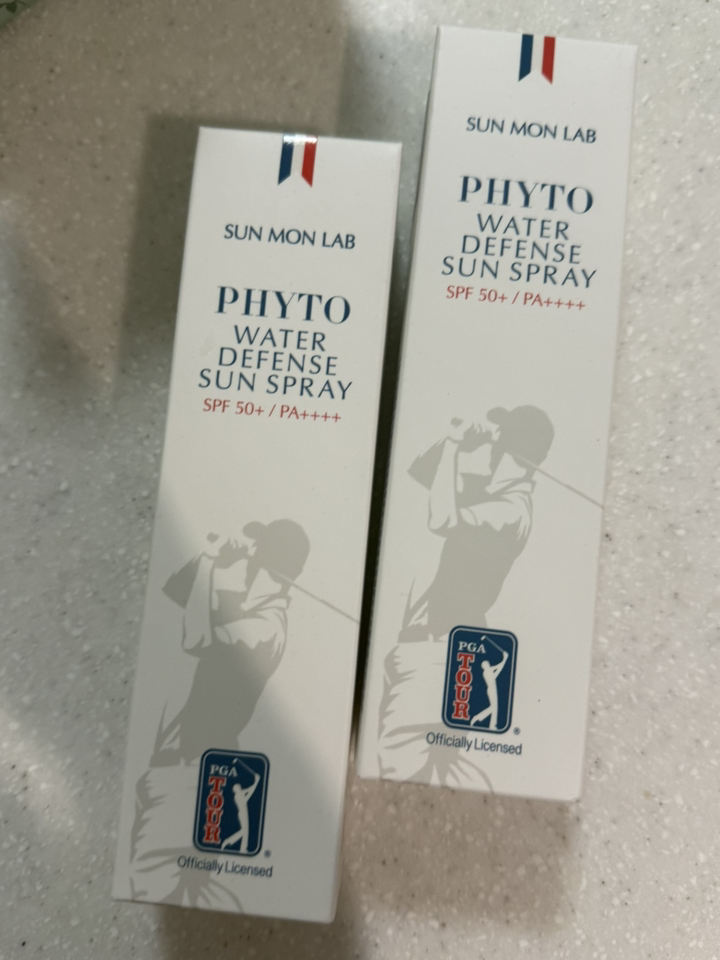 SUN MON LAB
PHYTO
WATER
DEFENSE
SUN SPRAY
SPF 50+ / PA++++
PGA
TOUR
®
Officially Licensed
SUN MON LAB
PHYTO
WATER
DEFENSE
SUN SPRAY
SPF 50+ / PA++++
PGA
TOUR
®
Officially Licensed